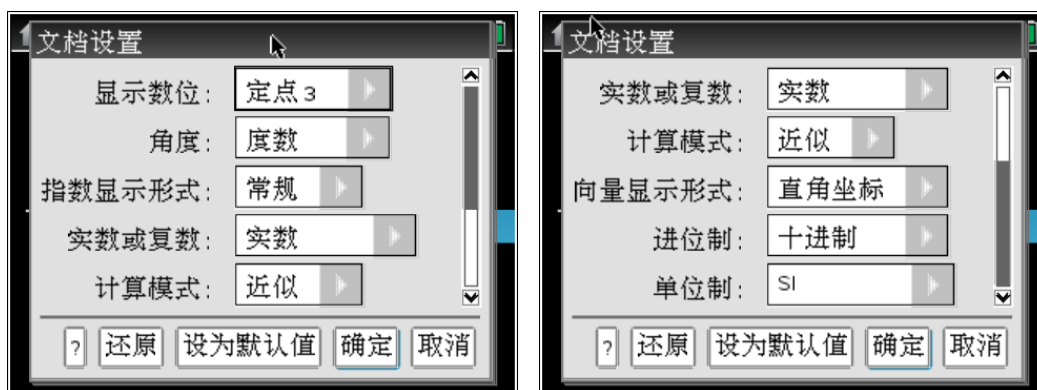 文档设置
显示数位: 定点 3
角度: 度数
指数显示形式: 常规
实数或复数: 实数
计算模式: 近似
? 还原 设为默认值 确定 取消
文档设置
实数或复数: 实数
计算模式: 近似
向量显示形式: 直角坐标
进位制: 十进制
单位制: SI
? 还原 设为默认值 确定 取消